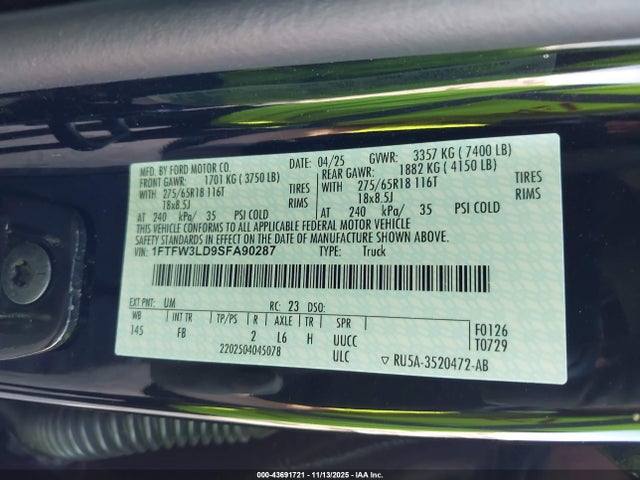 MFD. BY FORD MOTOR CO.
DATE: 04/25 GVWR: 3357 KG ( 7400 LB)
FRONT GAWR: 1701 KG ( 3750 LB)
REAR GAWR: 1882 KG ( 4150 LB)
WITH 275/65R18 116T TIRES
WITH 275/65R18 116T TIRES
18x8.5J RIMS
18x8.5J RIMS
AT 240 kPa/ 35 PSI COLD
AT 240 kPa/ 35 PSI COLD
THIS VEHICLE CONFORMS TO ALL APPLICABLE FEDERAL MOTOR VEHICLE
SAFETY STANDARDS IN EFFECT ON THE DATE OF MANUFACTURE SHOWN ABOVE.
VIN: 1FTFW3LD9SFA90287 TYPE: Truck
EXT PNT: UM RC: 23 DSO:
WB INT TR TP/PS R AXLE TR SPR
145 FB 2 L6 H UUCC
ULC
2202504045078
F0126
T0729
▽ RU5A-3520472-AB
000-43691721 - 11/13/2025 - IAA Inc.